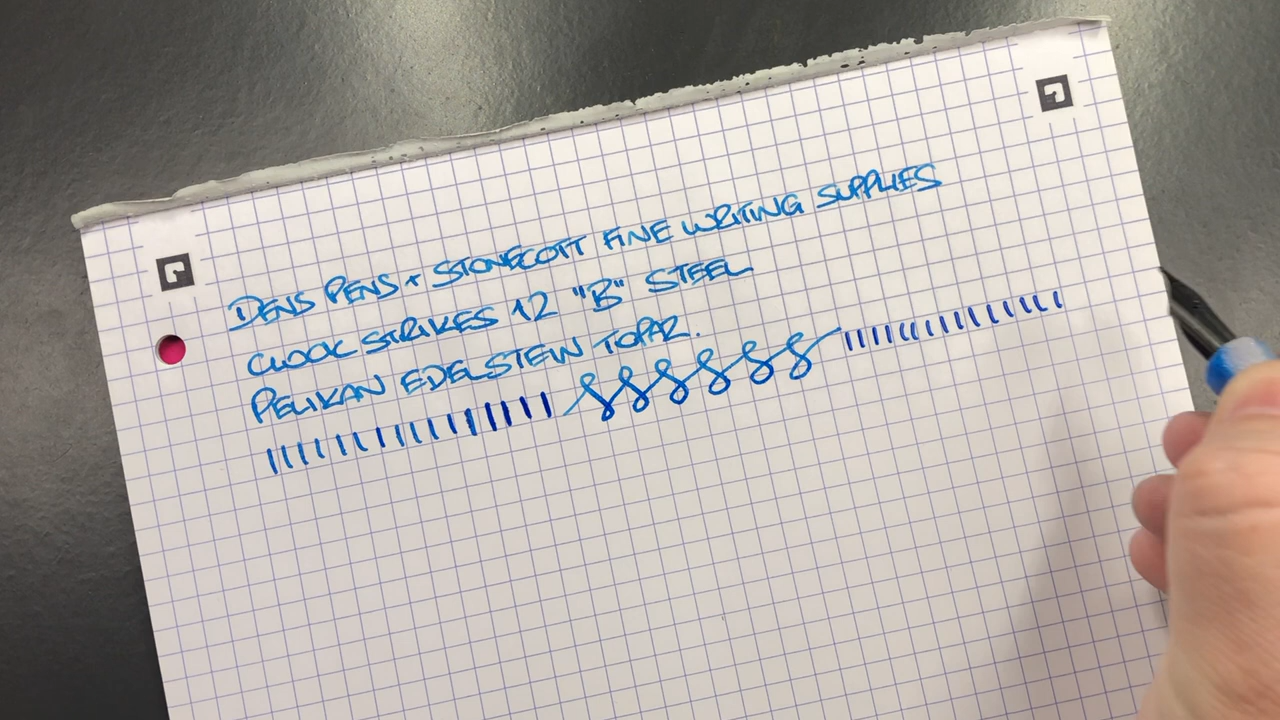 DENS PENS + STONECOTT FINE WRITING SUPPLIES
CLOCK STRIKES 12 "B" STEEL
PELIKAN EDELSTEIN TOPAZ.